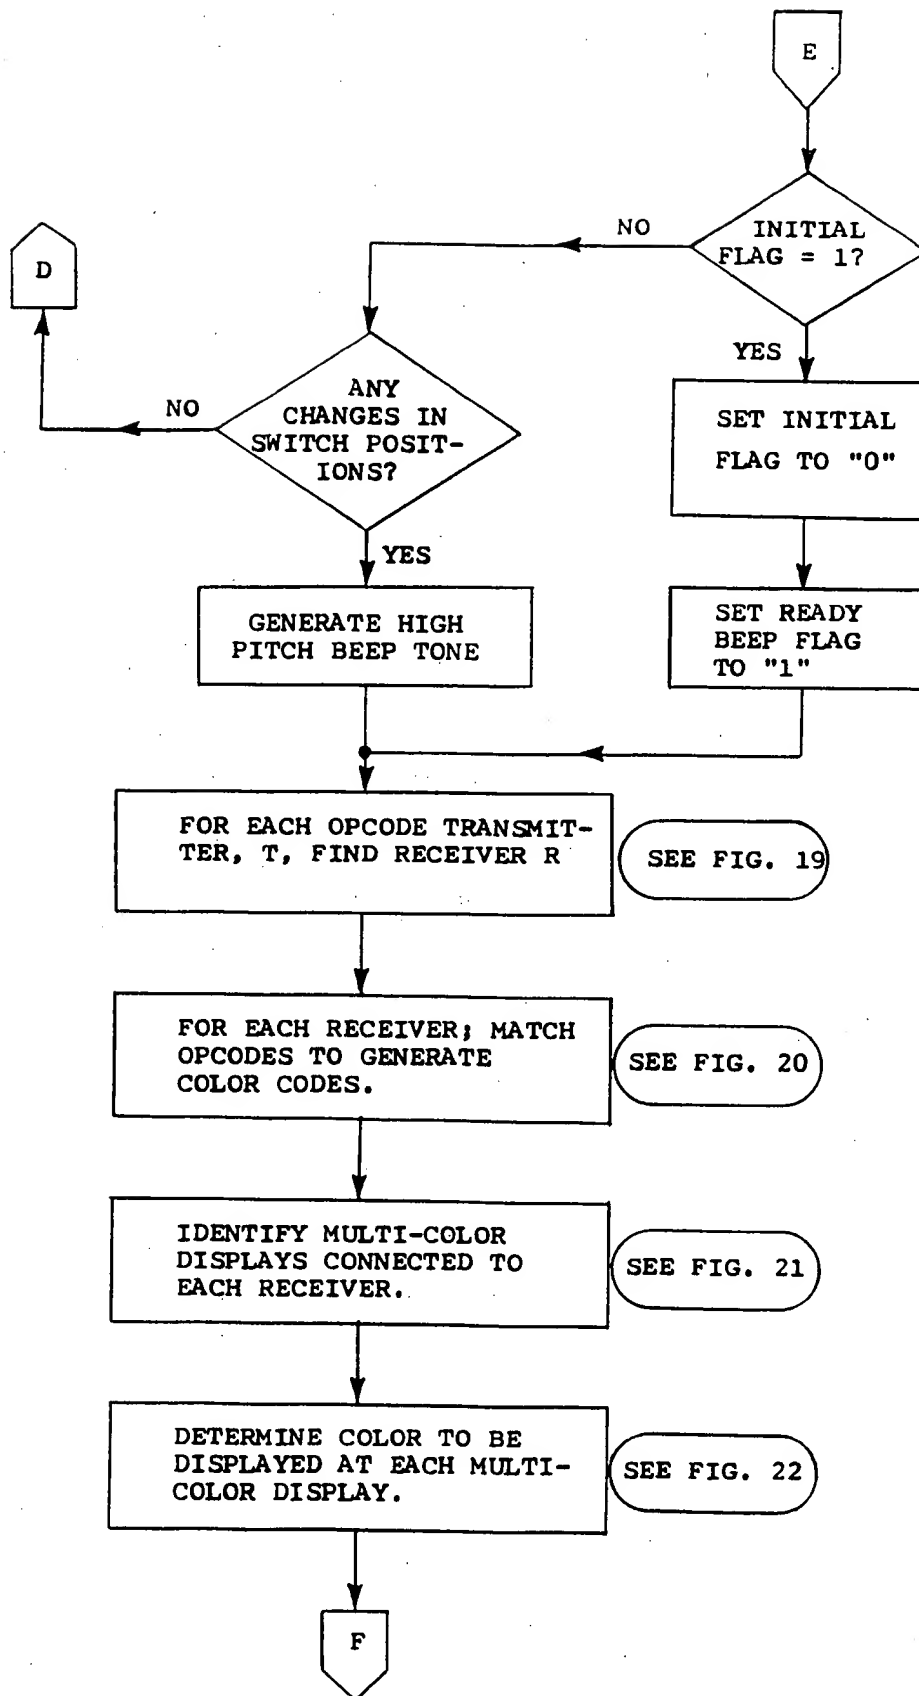 E
INITIAL
FLAG = 1?
NO
YES
D
ANY
CHANGES IN
SWITCH POSIT-
IONS?
NO
YES
SET INITIAL
FLAG TO "0"
GENERATE HIGH
PITCH BEEP TONE
SET READY
BEEP FLAG
TO "1"
FOR EACH OPCODE TRANSMIT-
TER, T, FIND RECEIVER R
SEE FIG. 19
FOR EACH RECEIVER; MATCH
OPCODES TO GENERATE
COLOR CODES.
SEE FIG. 20
IDENTIFY MULTI-COLOR
DISPLAYS CONNECTED TO
EACH RECEIVER.
SEE FIG. 21
DETERMINE COLOR TO BE
DISPLAYED AT EACH MULTI-
COLOR DISPLAY.
SEE FIG. 22
F